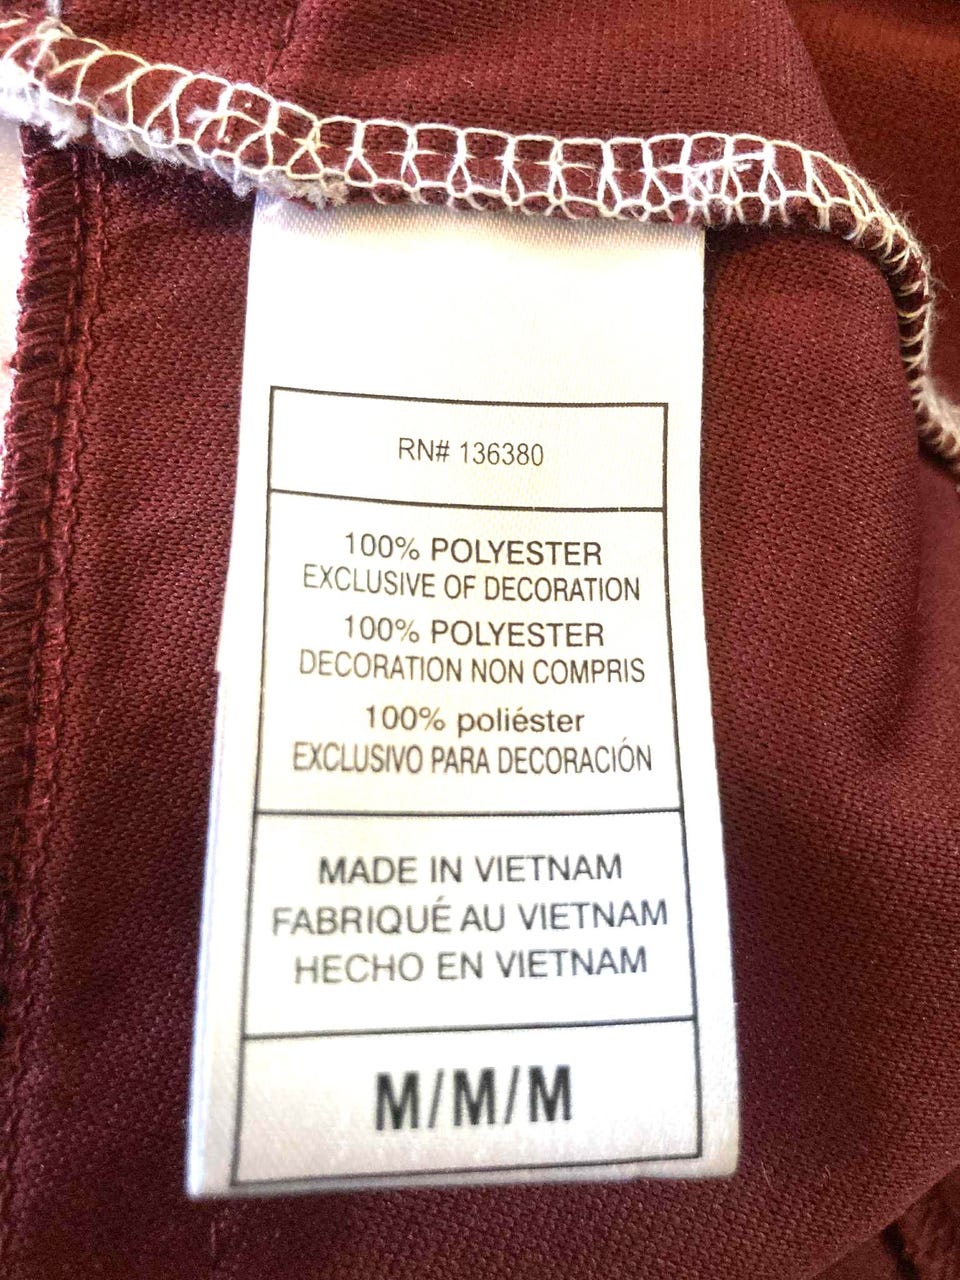 RN# 136380
100% POLYESTER
EXCLUSIVE OF DECORATION
100% POLYESTER
DECORATION NON COMPRIS
100% poliéster
EXCLUSIVO PARA DECORACIÓN
MADE IN VIETNAM
FABRIQUÉ AU VIETNAM
HECHO EN VIETNAM
M/M/M